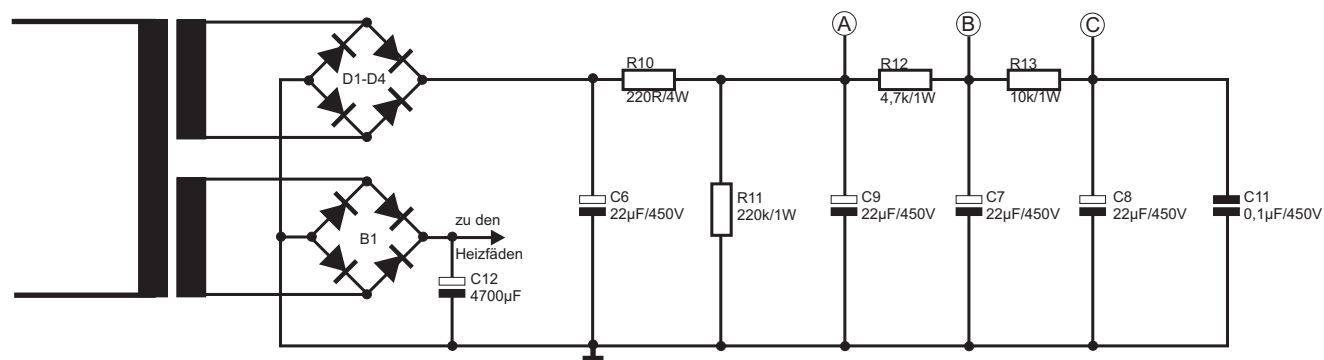 A
B
C
D1-D4
R10
220R/4W
R12
4,7k/1W
R13
10k/1W
C6
22µF/450V
R11
220k/1W
C9
22µF/450V
C7
22µF/450V
C8
22µF/450V
C11
0,1µF/450V
B1
zu den
Heizfäden
C12
4700µF